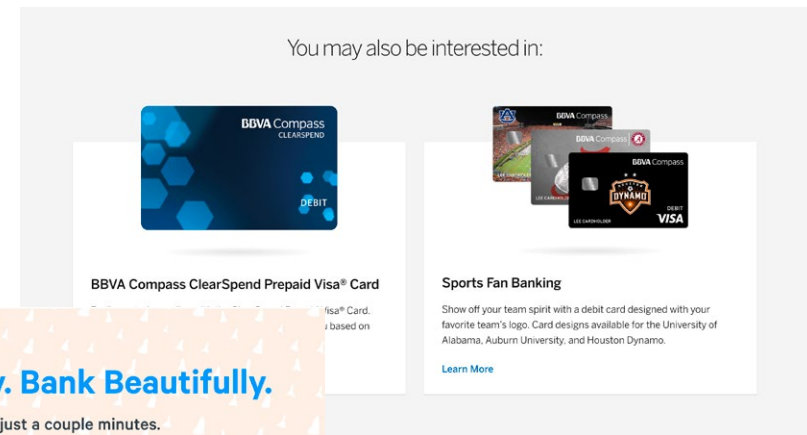 You may also be interested in:
BBVA Compass
CLEARSPEND
DEBIT
BBVA Compass
BBVA Compass
BBVA Compass
DYNAMO
DEBIT
LEE CARDHOLDER
VISA
BBVA Compass ClearSpend Prepaid Visa® Card
Visa® Card.
based on
Sports Fan Banking
Show off your team spirit with a debit card designed with your
favorite team's logo. Card designs available for the University of
Alabama, Auburn University, and Houston Dynamo.
Learn More
. Bank Beautifully.
just a couple minutes.